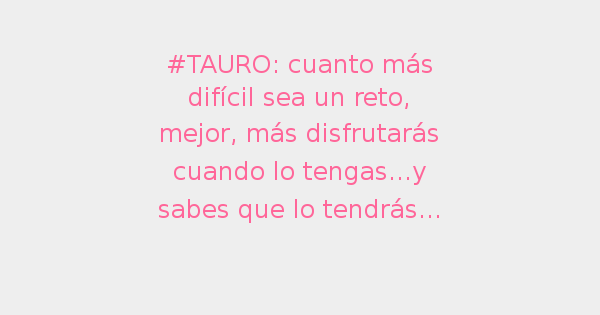 #TAURO: cuanto más
difícil sea un reto,
mejor, más disfrutarás
cuando lo tengas...y
sabes que lo tendrás...